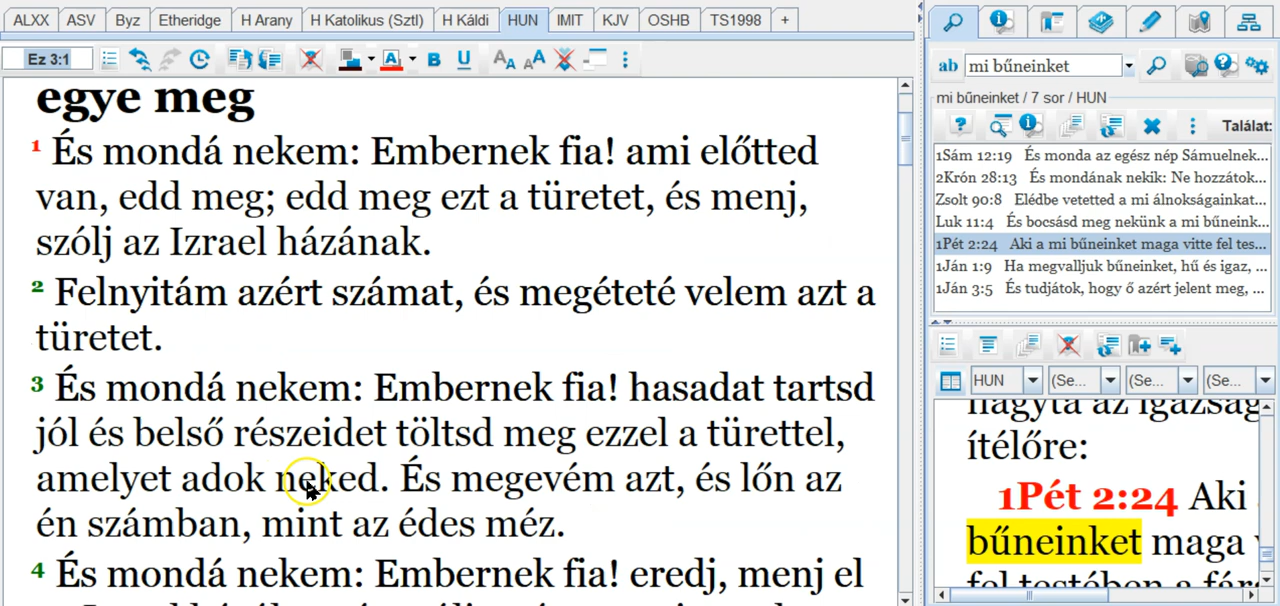 ALXX ASV Byz Etheridge H Arany H Katolikus (Sztl) H Káldi HUN IMIT KJV OSHB TS1998 +
Ez 3:1
egye meg
1 És mondá nekem: Embernek fia! ami előtted
van, edd meg; edd meg ezt a türetet, és menj,
szólj az Izrael házának.
2 Felnyitám azért számat, és megéteté velem azt a
türetet.
3 És mondá nekem: Embernek fia! hasadat tartsd
jól és belső részeidet töltsd meg ezzel a türettel,
amelyet adok neked. És megevém azt, és lőn az
én számban, mint az édes méz.
4 És mondá nekem: Embernek fia! eredj, menj el
ab mi bűneinket
mi bűneinket / 7 sor / HUN
Találat:
1Sám 12:19 És monda az egész nép Sámuelnek...
2Krón 28:13 És mondának nekik: Ne hozzátok...
Zsolt 90:8 Elédbe vetetted a mi álnokságainkat...
Luk 11:4 És bocsásd meg nekünk a mi bűneink...
1Pét 2:24 Aki a mi bűneinket maga vitte fel tes...
1Ján 1:9 Ha megvalljuk bűneinket, hű és igaz, ...
1Ján 3:5 És tudjátok, hogy ő azért jelent meg, ...
HUN (Se... (Se... (Se...
hagyta az igazság
ítélőre:
1Pét 2:24 Aki
bűneinket maga
fel testében a